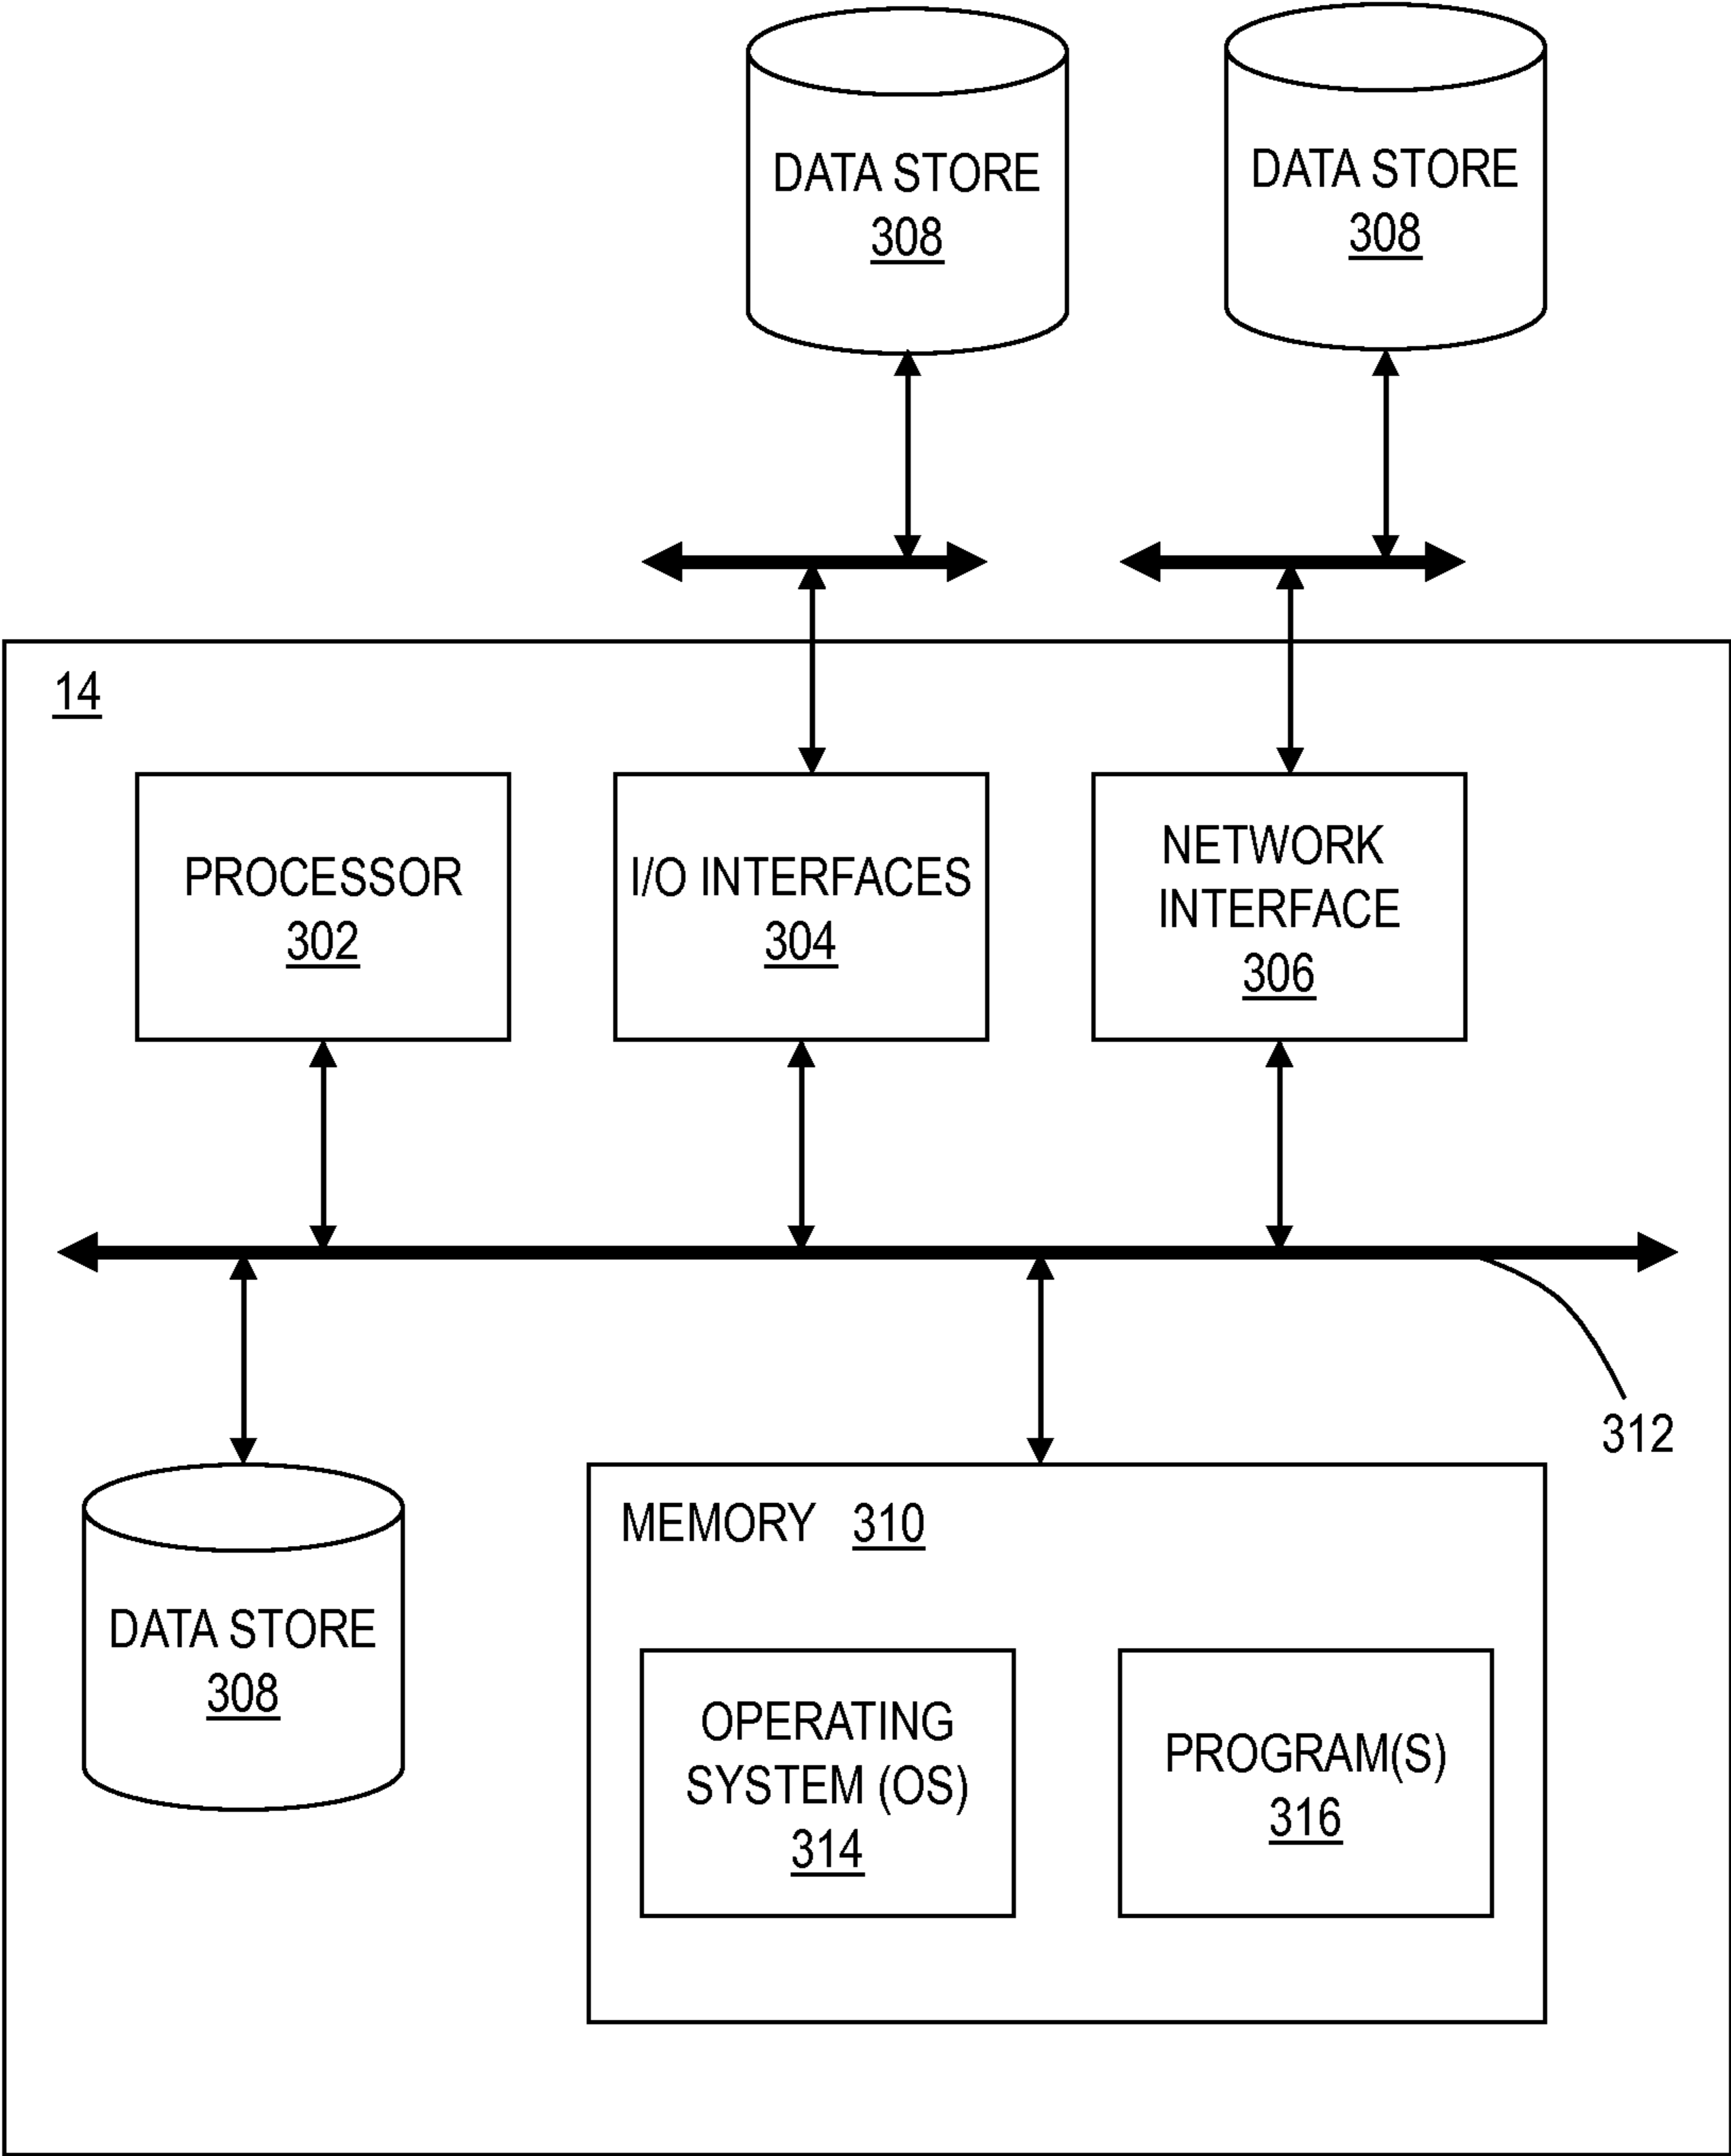 DATA STORE
308
DATA STORE
308
14
PROCESSOR
302
I/O INTERFACES
304
NETWORK
INTERFACE
306
312
DATA STORE
308
MEMORY 310
OPERATING
SYSTEM (OS)
314
PROGRAM(S)
316